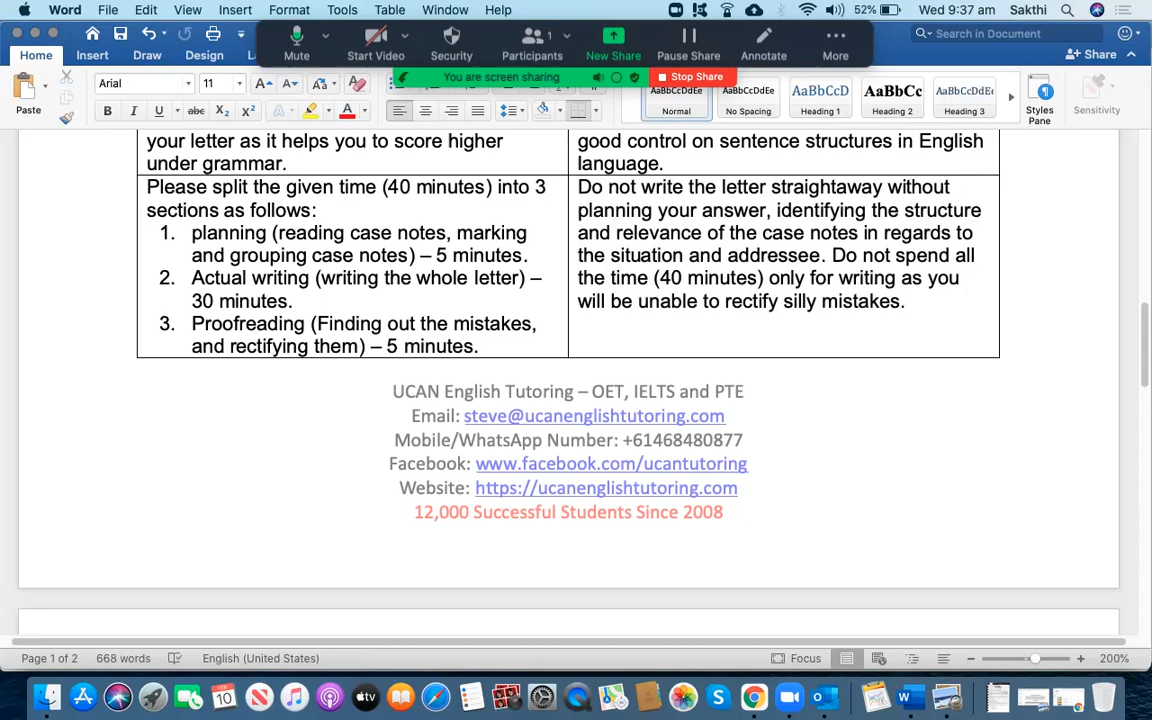 Word File Edit View Insert Format Tools Table Window Help 52% Wed 9:37 am Sakthi
Mute Start Video Security Participants 1 New Share Pause Share Annotate More
Search in Document
Home Insert Draw Design
Share
You are screen sharing Stop Share
Paste Arial 11
AaBbCcDdEe AaBbCcDdEe AaBbCcD AaBbCc AaBbCcDdEe
Normal No Spacing Heading 1 Heading 2 Heading 3
Styles
Pane
Sensitivity
your letter as it helps you to score higher
under grammar.
good control on sentence structures in English
language.
Please split the given time (40 minutes) into 3
sections as follows:
1. planning (reading case notes, marking
and grouping case notes) – 5 minutes.
2. Actual writing (writing the whole letter) –
30 minutes.
3. Proofreading (Finding out the mistakes,
and rectifying them) – 5 minutes.
Do not write the letter straightaway without
planning your answer, identifying the structure
and relevance of the case notes in regards to
the situation and addressee. Do not spend all
the time (40 minutes) only for writing as you
will be unable to rectify silly mistakes.
UCAN English Tutoring – OET, IELTS and PTE
Email: steve@ucanenglishtutoring.com
Mobile/WhatsApp Number: +61468480877
Facebook: www.facebook.com/ucantutoring
Website: https://ucanenglishtutoring.com
12,000 Successful Students Since 2008
Page 1 of 2 668 words English (United States) Focus 200%
FEB
10
tv